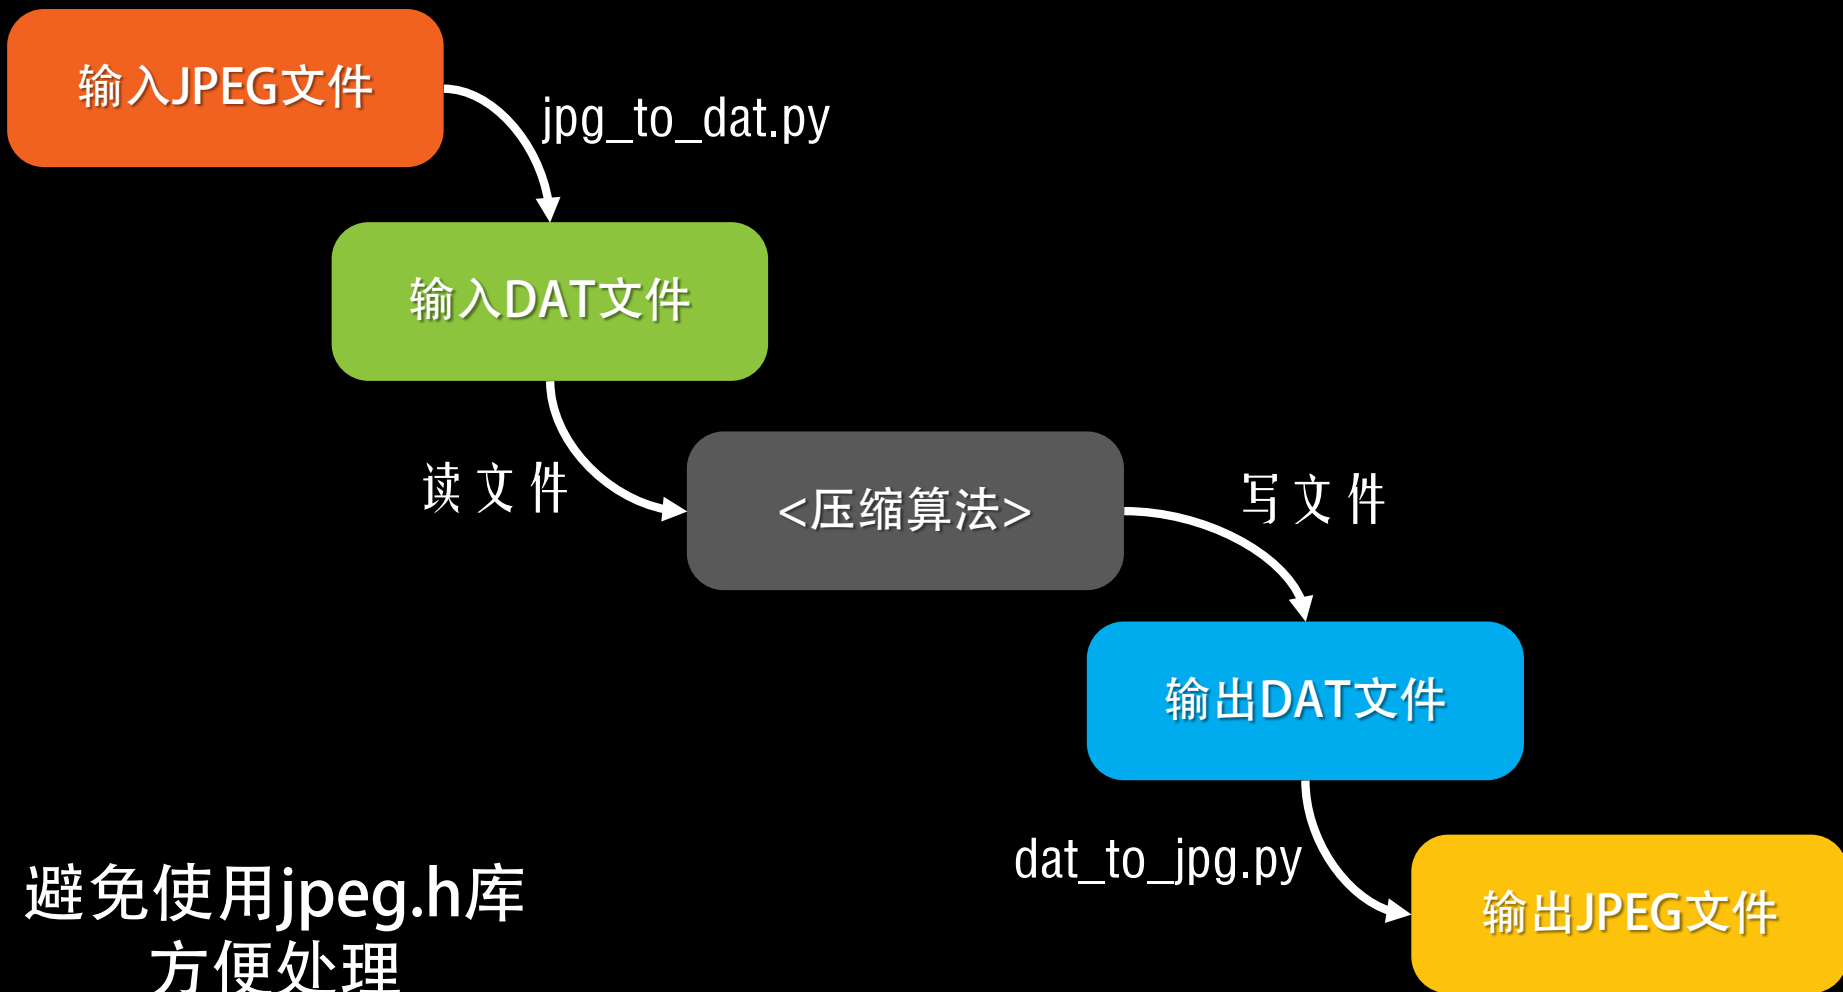 输入JPEG文件
jpg_to_dat.py
输入DAT文件
读文件
<压缩算法>
写文件
输出DAT文件
dat_to_jpg.py
输出JPEG文件
避免使用jpeg.h库
方便处理